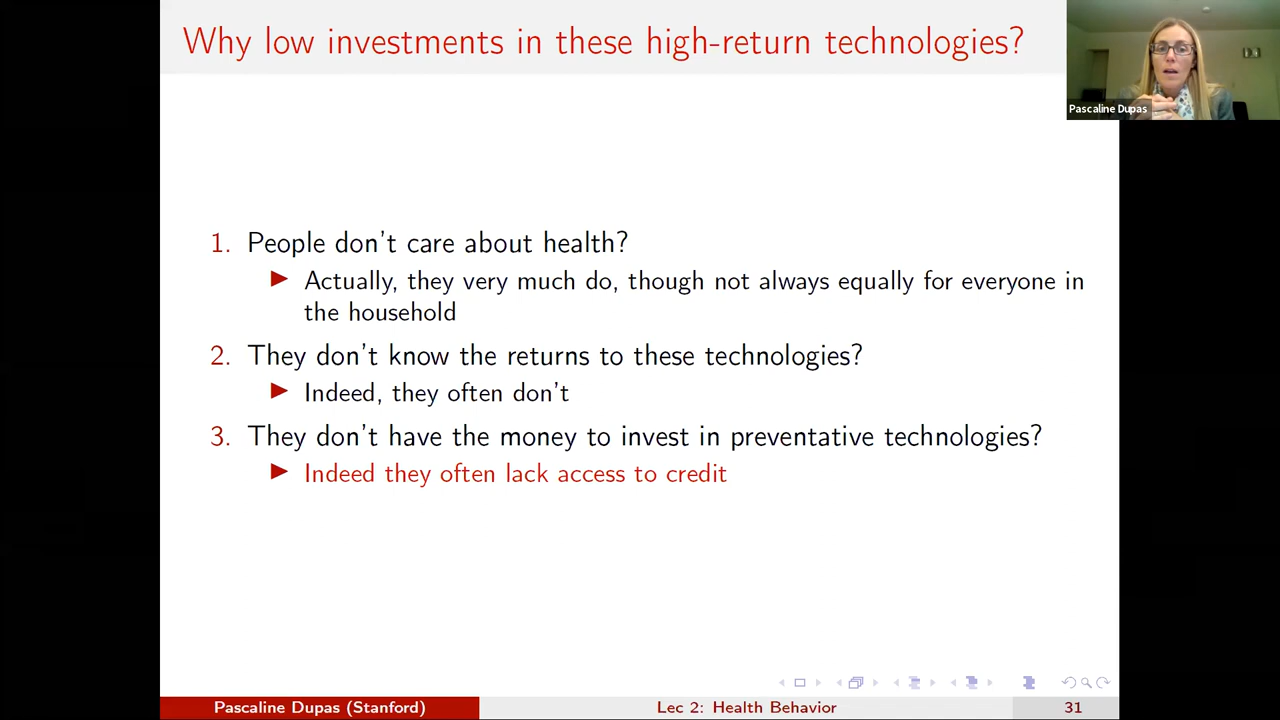 Why low investments in these high-return technologies?
Pascaline Dupas
1. People don't care about health?
▶ Actually, they very much do, though not always equally for everyone in
the household
2. They don't know the returns to these technologies?
▶ Indeed, they often don't
3. They don't have the money to invest in preventative technologies?
▶ Indeed they often lack access to credit
Pascaline Dupas (Stanford) Lec 2: Health Behavior 31